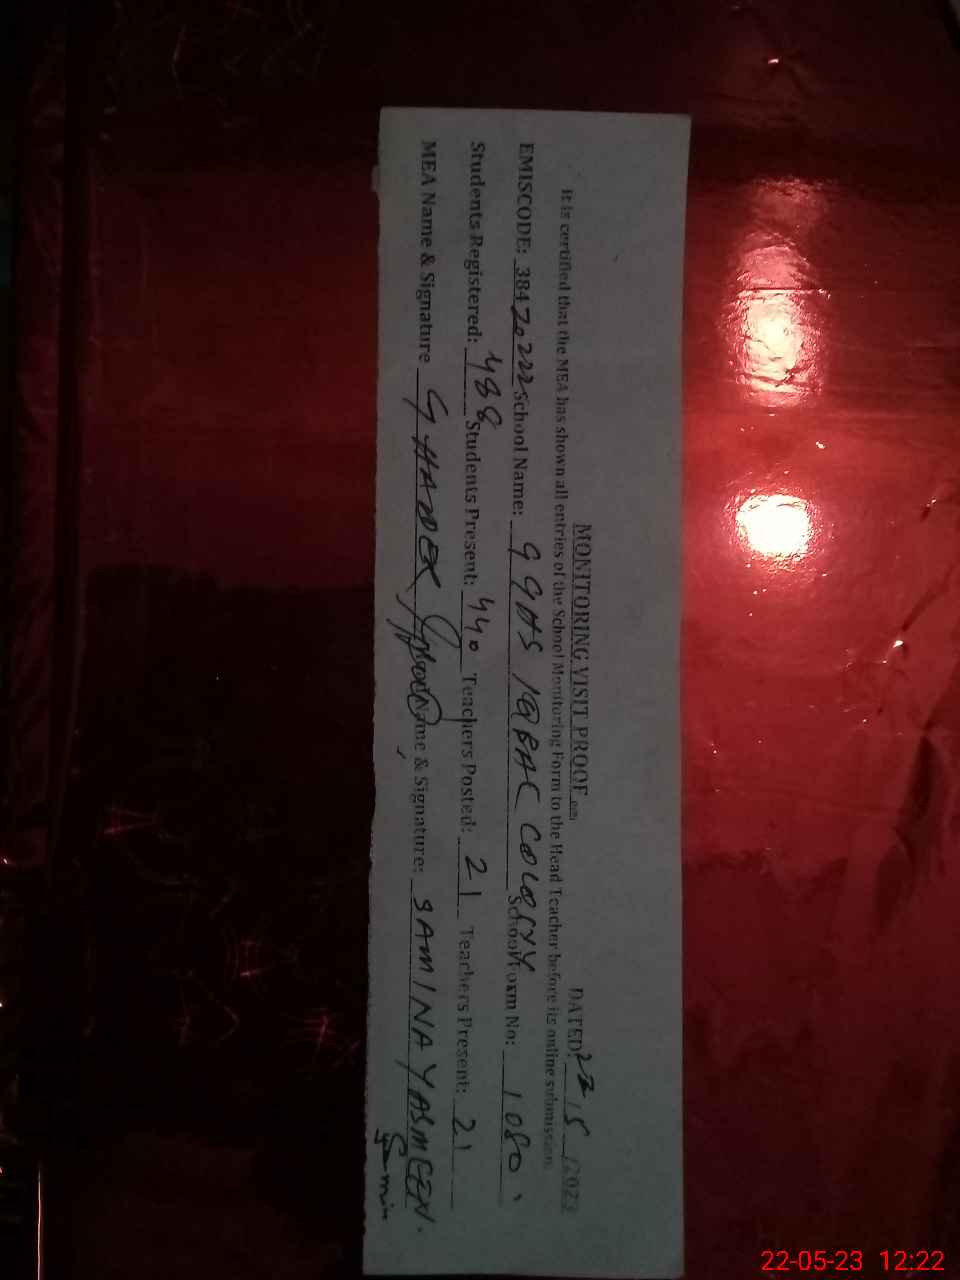 MONITORING VISIT PROOF DATED: 22/5/2023
It is certified that the MEA has shown all entries of the School Monitoring Form to the Head Teacher before its online submission.
EMISCODE: 38420222 School Name: GGHS IQBAL COLONY School Form No: 1080
Students Registered: 488 Students Present: 440 Teachers Posted: 21 Teachers Present: 21
MEA Name & Signature Name & Signature: SAMINA YASMEEN.
22-05-23 12:22